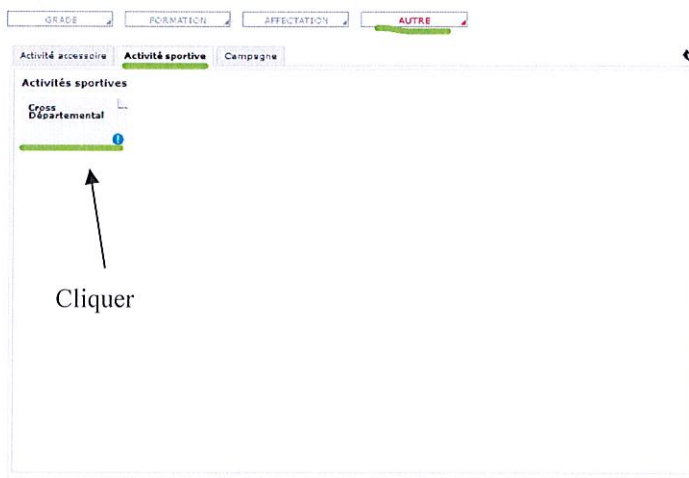 GRADE
FORMATION
AFFECTATION
AUTRE
Activité accessoire
Activité sportive
Campagne
Activités sportives
Cross
Départemental
Cliquer